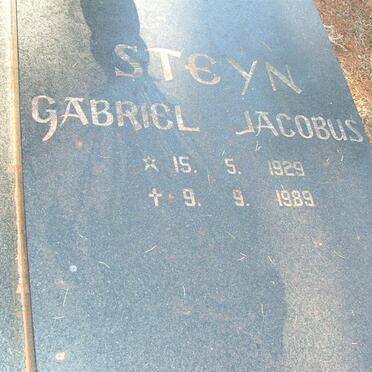 STEYN
GABRIEL JACOBUS
☆ 15. 5. 1929
✝ 9. 9. 1989